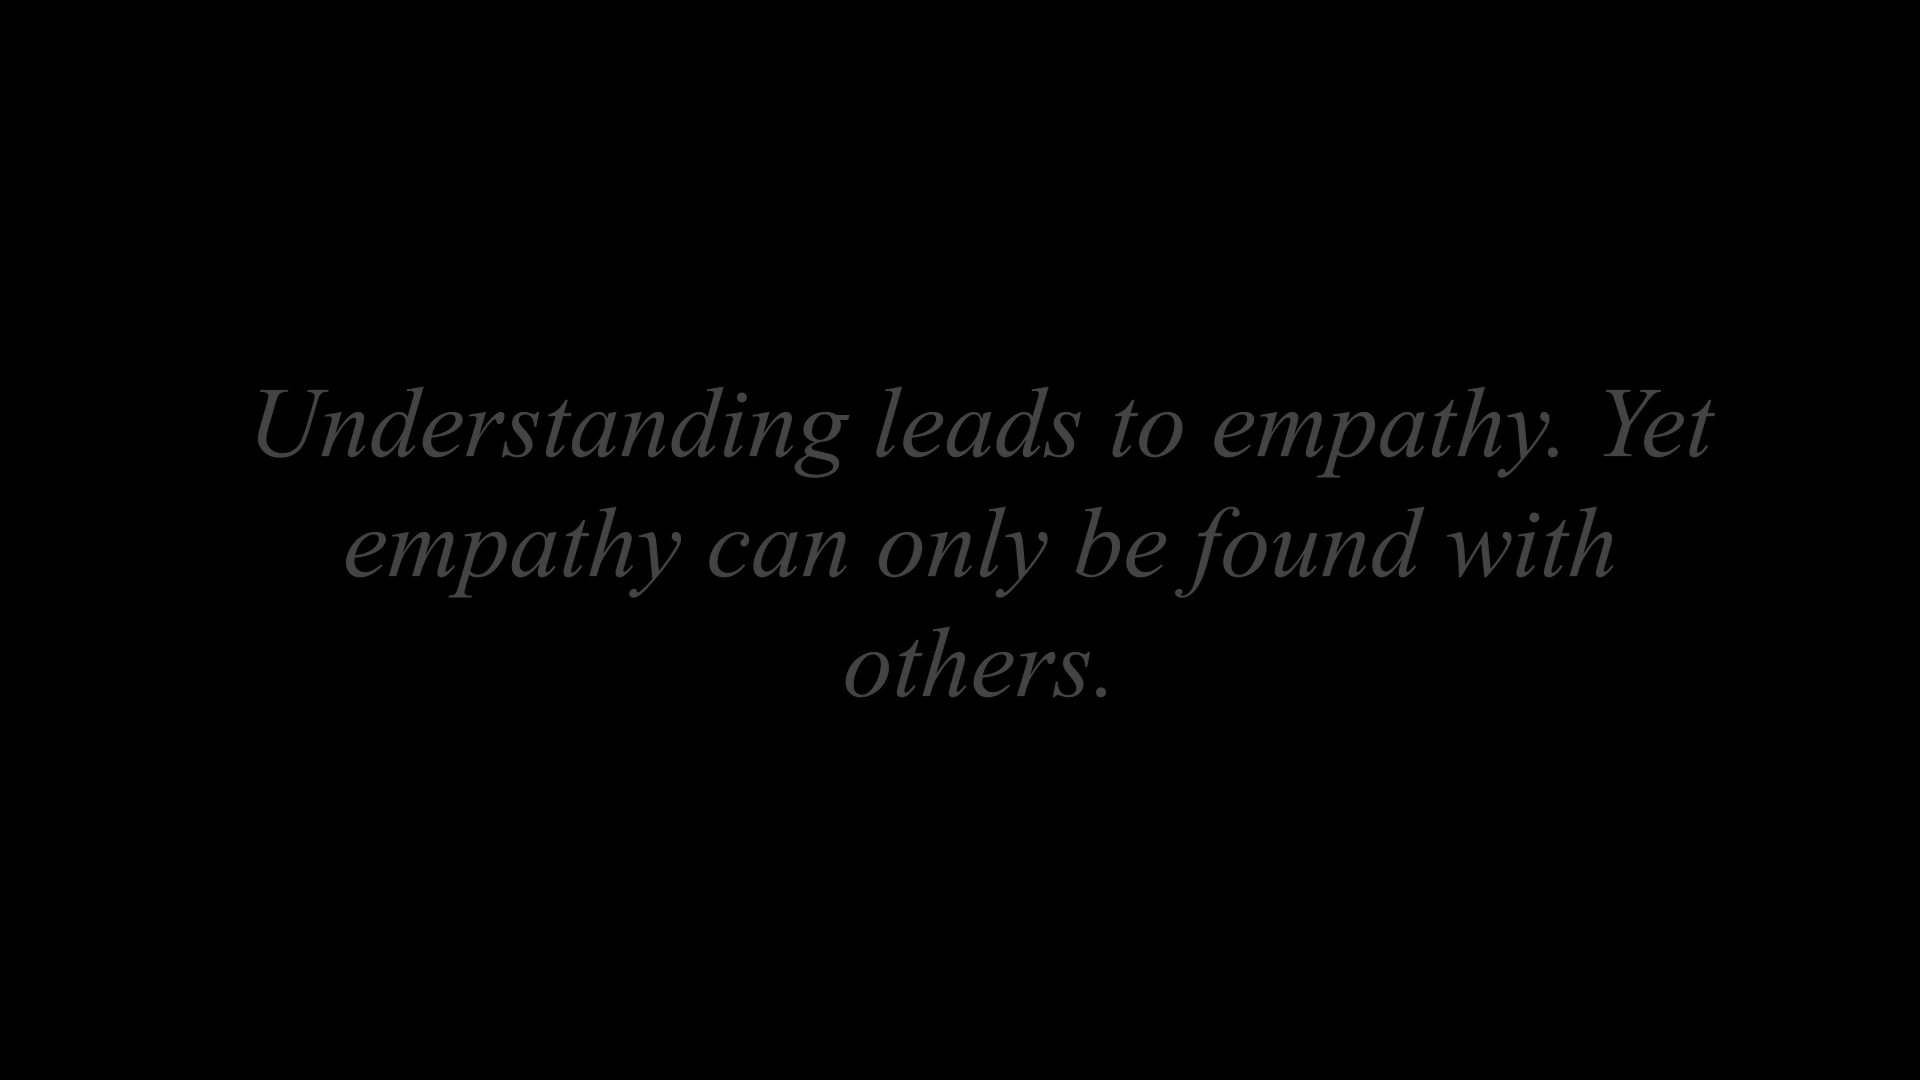 Understanding leads to empathy. Yet
empathy can only be found with
others.